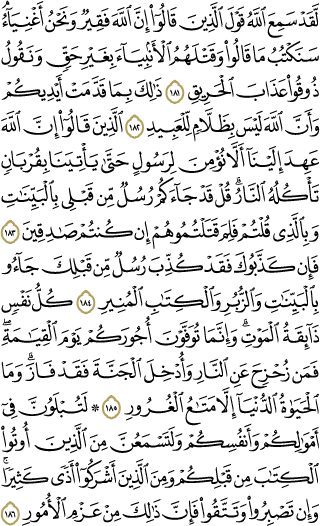 لَّقَدْ سَمِعَ ٱللَّهُ قَوْلَ ٱلَّذِينَ قَالُوٓا۟ إِنَّ ٱللَّهَ فَقِيرٌ وَنَحْنُ أَغْنِيَآءُ ۘ
سَنَكْتُبُ مَا قَالُوا۟ وَقَتْلَهُمُ ٱلْأَنۢبِيَآءَ بِغَيْرِ حَقٍّ وَنَقُولُ
ذُوقُوا۟ عَذَابَ ٱلْحَرِيقِ ١٨١ ذَٰلِكَ بِمَا قَدَّمَتْ أَيْدِيكُمْ
وَأَنَّ ٱللَّهَ لَيْسَ بِظَلَّامٍ لِّلْعَبِيدِ ١٨٢ ٱلَّذِينَ قَالُوٓا۟ إِنَّ ٱللَّهَ
عَهِدَ إِلَيْنَآ أَلَّا نُؤْمِنَ لِرَسُولٍ حَتَّىٰ يَأْتِيَنَا بِقُرْبَانٍ
تَأْكُلُهُ ٱلنَّارُ ۗ قُلْ قَدْ جَآءَكُمْ رُسُلٌ مِّن قَبْلِى بِٱلْبَيِّنَٰتِ
وَبِٱلَّذِى قُلْتُمْ فَلِمَ قَتَلْتُمُوهُمْ إِن كُنتُمْ صَٰدِقِينَ ١٨٣
فَإِن كَذَّبُوكَ فَقَدْ كُذِّبَ رُسُلٌ مِّن قَبْلِكَ جَآءُو
بِٱلْبَيِّنَٰتِ وَٱلزُّبُرِ وَٱلْكِتَٰبِ ٱلْمُنِيرِ ١٨٤ كُلُّ نَفْسٍ
ذَآئِقَةُ ٱلْمَوْتِ ۗ وَإِنَّمَا تُوَفَّوْنَ أُجُورَكُمْ يَوْمَ ٱلْقِيَٰمَةِ ۖ
فَمَن زُحْزِحَ عَنِ ٱلنَّارِ وَأُدْخِلَ ٱلْجَنَّةَ فَقَدْ فَازَ ۗ وَمَا
ٱلْحَيَوٰةُ ٱلدُّنْيَآ إِلَّا مَتَٰعُ ٱلْغُرُورِ ١٨٥ ۞ لَتُبْلَوُنَّ فِىٓ
أَمْوَٰلِكُمْ وَأَنفُسِكُمْ وَلَتَسْمَعُنَّ مِنَ ٱلَّذِينَ أُوتُوا۟
ٱلْكِتَٰبَ مِن قَبْلِكُمْ وَمِنَ ٱلَّذِينَ أَشْرَكُوٓا۟ أَذًى كَثِيرًا ۚ
وَإِن تَصْبِرُوا۟ وَتَتَّقُوا۟ فَإِنَّ ذَٰلِكَ مِنْ عَزْمِ ٱلْأُمُورِ ١٨٦